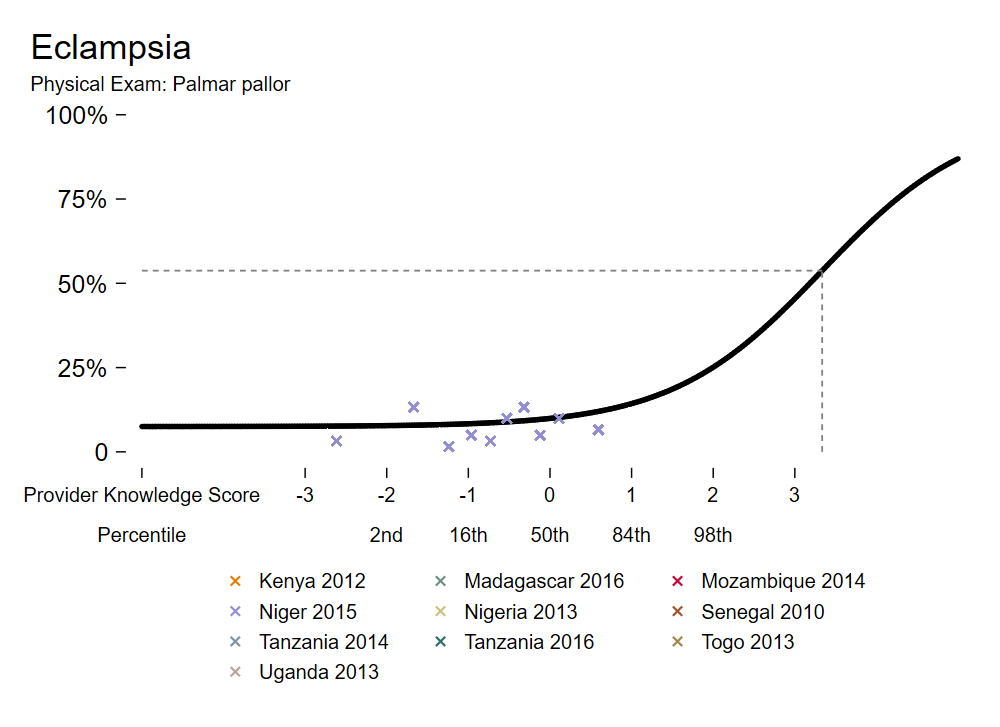 Eclampsia
Physical Exam: Palmar pallor
100%
75%
50%
25%
0
Provider Knowledge Score -3 -2 -1 0 1 2 3
Percentile 2nd 16th 50th 84th 98th
Kenya 2012 Madagascar 2016 Mozambique 2014
Niger 2015 Nigeria 2013 Senegal 2010
Tanzania 2014 Tanzania 2016 Togo 2013
Uganda 2013